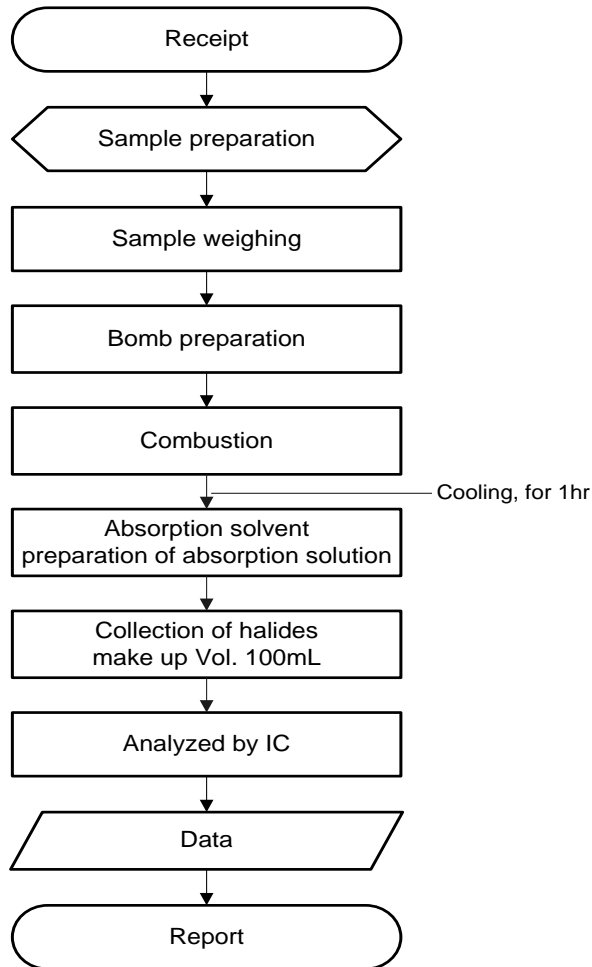 Receipt
Sample preparation
Sample weighing
Bomb preparation
Combustion
Cooling, for 1hr
Absorption solvent
preparation of absorption solution
Collection of halides
make up Vol. 100mL
Analyzed by IC
Data
Report